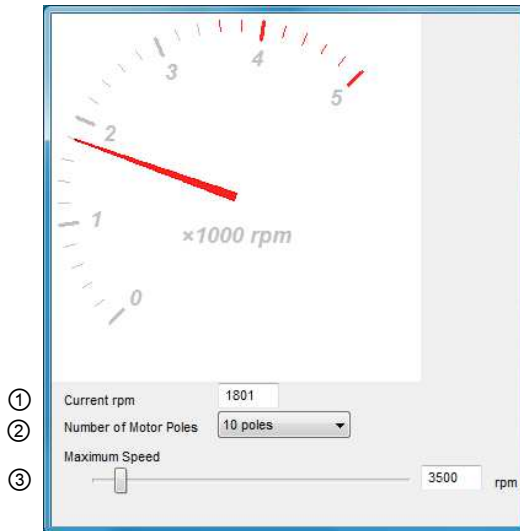 4
3
5
2
1
×1000 rpm
0
① Current rpm 1801
② Number of Motor Poles 10 poles
Maximum Speed
③ 3500 rpm